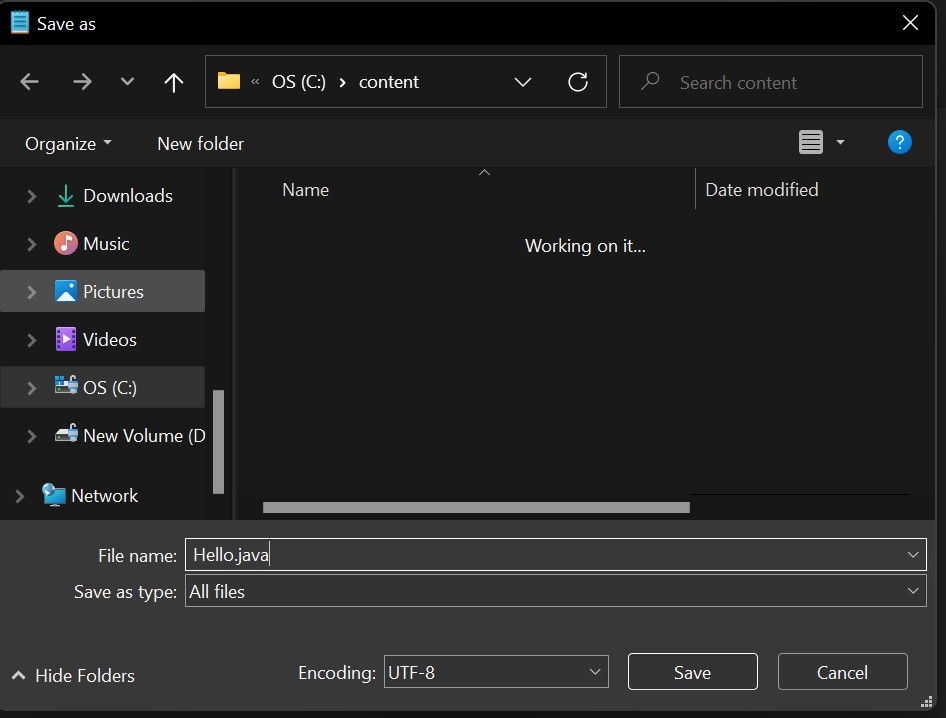 Save as
« OS (C:) › content
Search content
Organize
New folder
?
Name
Date modified
Working on it...
Downloads
Music
Pictures
Videos
OS (C:)
New Volume (D
Network
File name: Hello.java
Save as type: All files
Hide Folders
Encoding: UTF-8
Save
Cancel